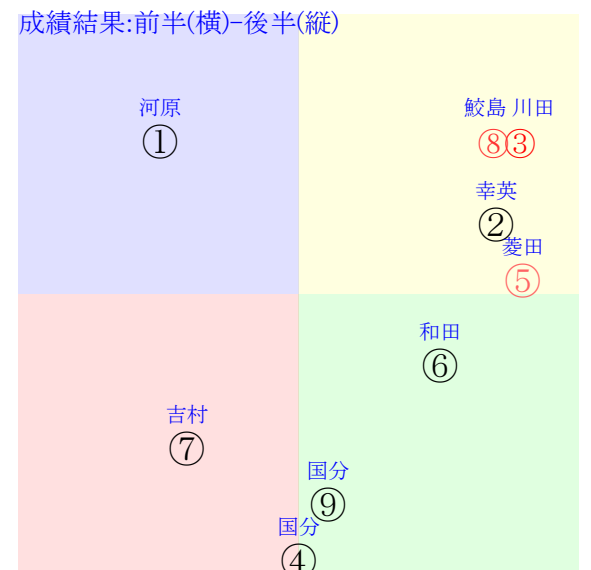 成績結果:前半(横)-後半(縦)
河原
①
鮫島 川田
⑧③
幸英
②
菱田
⑤
和田
⑥
吉村
⑦
国分
⑨
国分
④